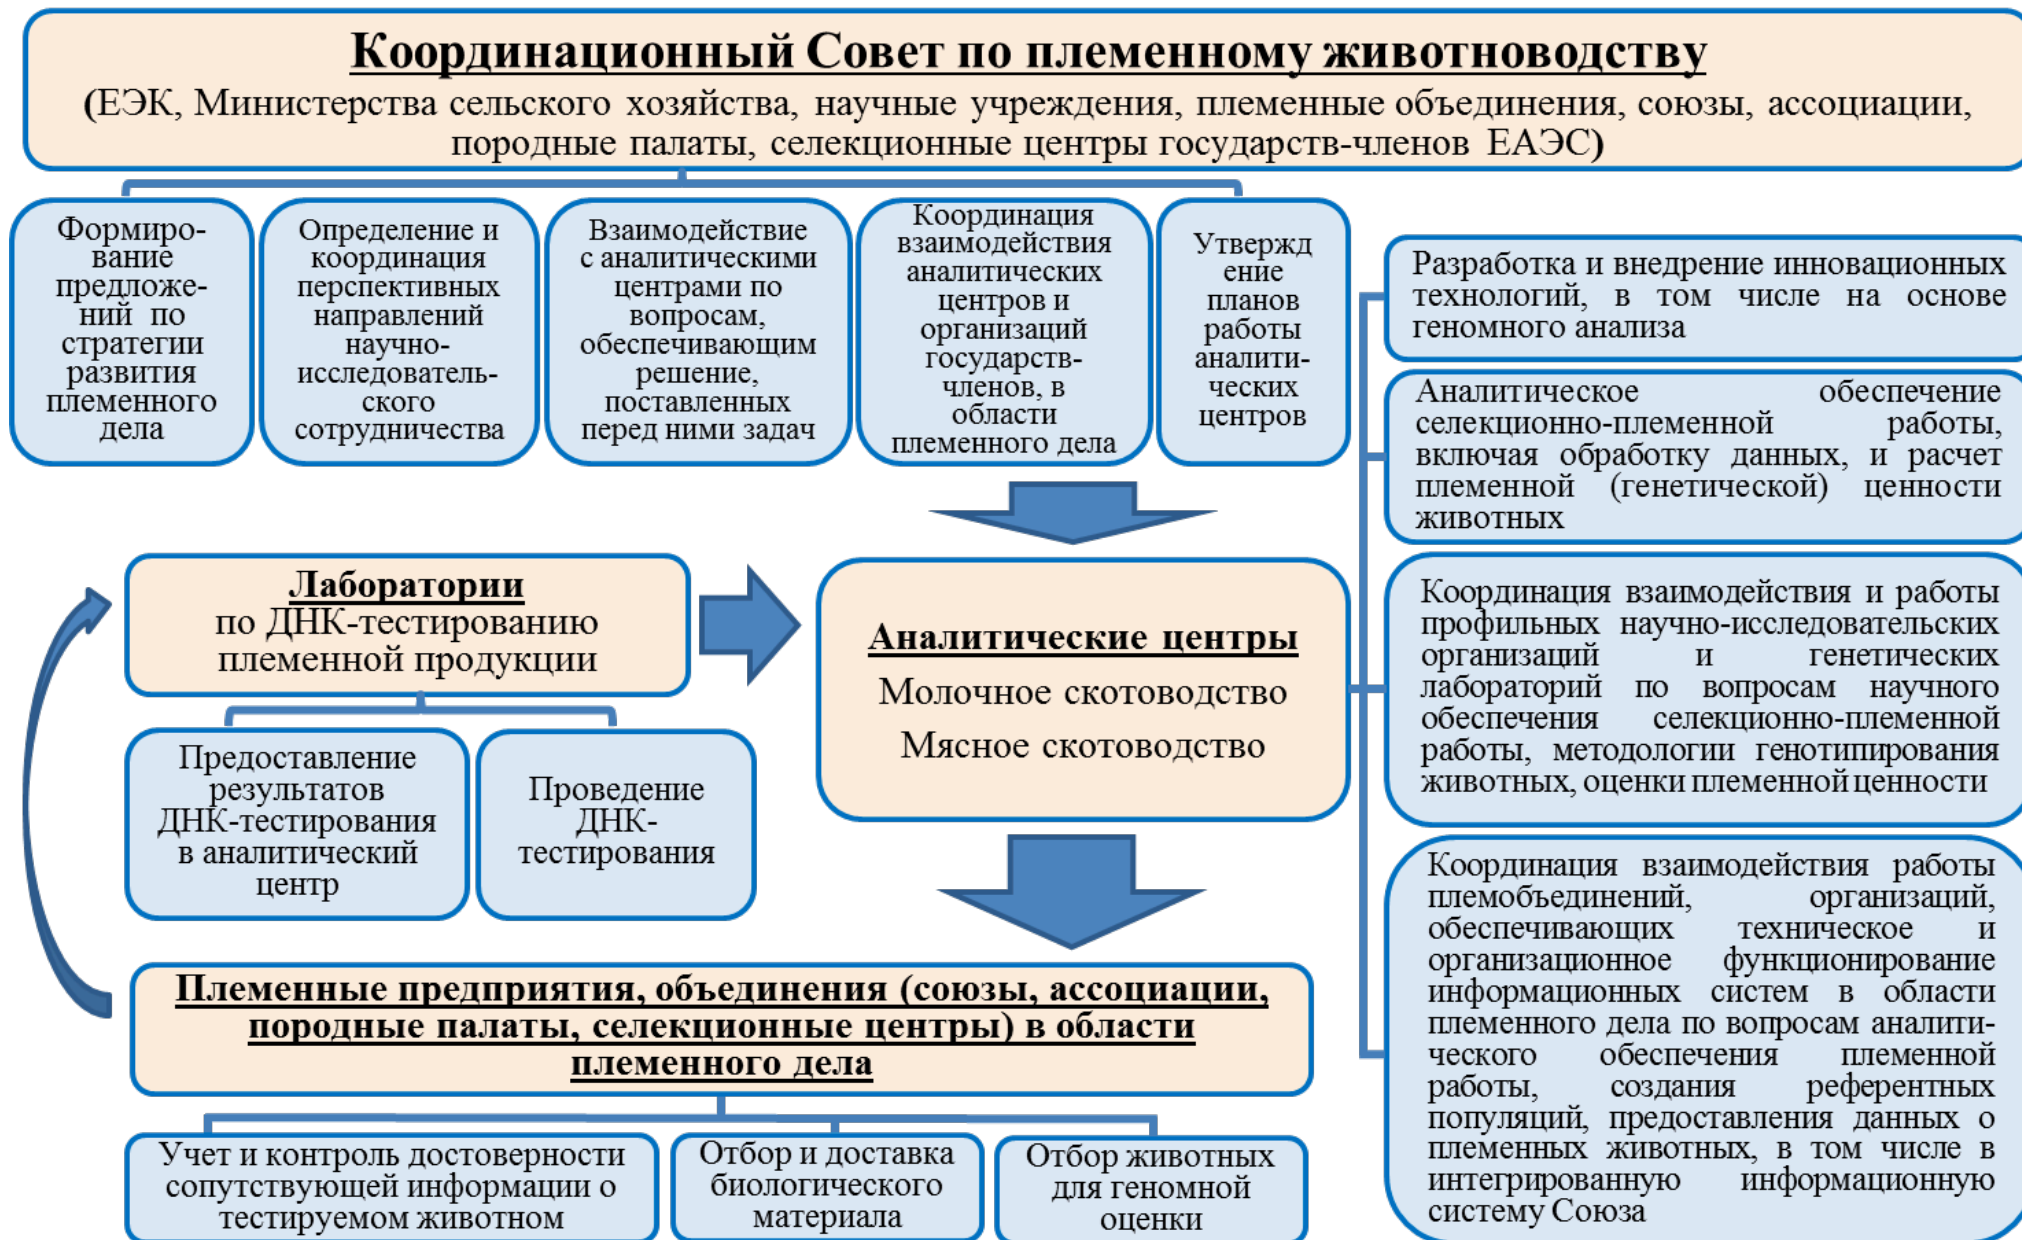 Координационный Совет по племенному животноводству
(ЕЭК, Министерства сельского хозяйства, научные учреждения, племенные объединения, союзы, ассоциации,
породные палаты, селекционные центры государств-членов ЕАЭС)
Формиро-
вание
предложе-
ний по
стратегии
развития
племенного
дела
Определение и
координация
перспективных
направлений
научно-
исследователь-
ского
сотрудничества
Взаимодействие
с аналитическими
центрами по
вопросам,
обеспечивающим
решение,
поставленных
перед ними задач
Координация
взаимодействия
аналитических
центров и
организаций
государств-
членов, в
области
племенного дела
Утвержд
ение
планов
работы
аналити-
ческих
центров
Разработка и внедрение инновационных
технологий, в том числе на основе
геномного анализа
Аналитическое обеспечение
селекционно-племенной работы,
включая обработку данных, и расчет
племенной (генетической) ценности
животных
Координация взаимодействия и работы
профильных научно-исследовательских
организаций и генетических
лабораторий по вопросам научного
обеспечения селекционно-племенной
работы, методологии генотипирования
животных, оценки племенной ценности
Координация взаимодействия работы
племобъединений, организаций,
обеспечивающих техническое и
организационное функционирование
информационных систем в области
племенного дела по вопросам аналити-
ческого обеспечения племенной
работы, создания референтных
популяций, предоставления данных о
племенных животных, в том числе в
интегрированную информационную
систему Союза
Лаборатории
по ДНК-тестированию
племенной продукции
Аналитические центры
Молочное скотоводство
Мясное скотоводство
Предоставление
результатов
ДНК-тестирования
в аналитический
центр
Проведение
ДНК-
тестирования
Племенные предприятия, объединения (союзы, ассоциации,
породные палаты, селекционные центры) в области
племенного дела
Учет и контроль достоверности
сопутствующей информации о
тестируемом животном
Отбор и доставка
биологического
материала
Отбор животных
для геномной
оценки